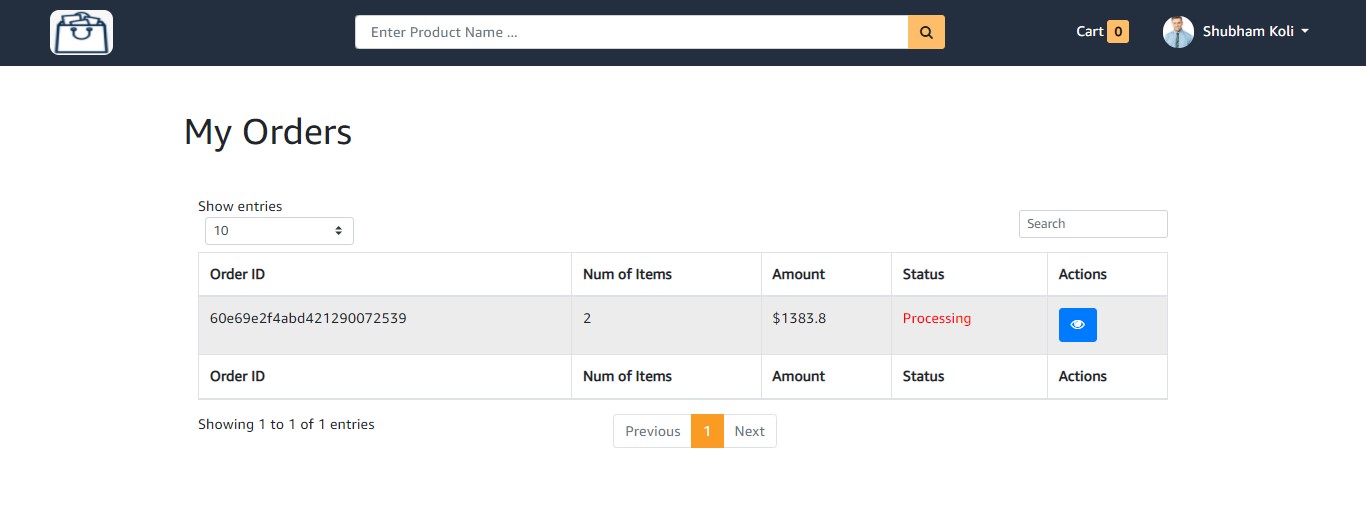 Enter Product Name ... Cart 0 Shubham Koli
My Orders
Show entries
10 Search
Order ID Num of Items Amount Status Actions
60e69e2f4abd421290072539 2 $1383.8 Processing
Order ID Num of Items Amount Status Actions
Showing 1 to 1 of 1 entries Previous 1 Next